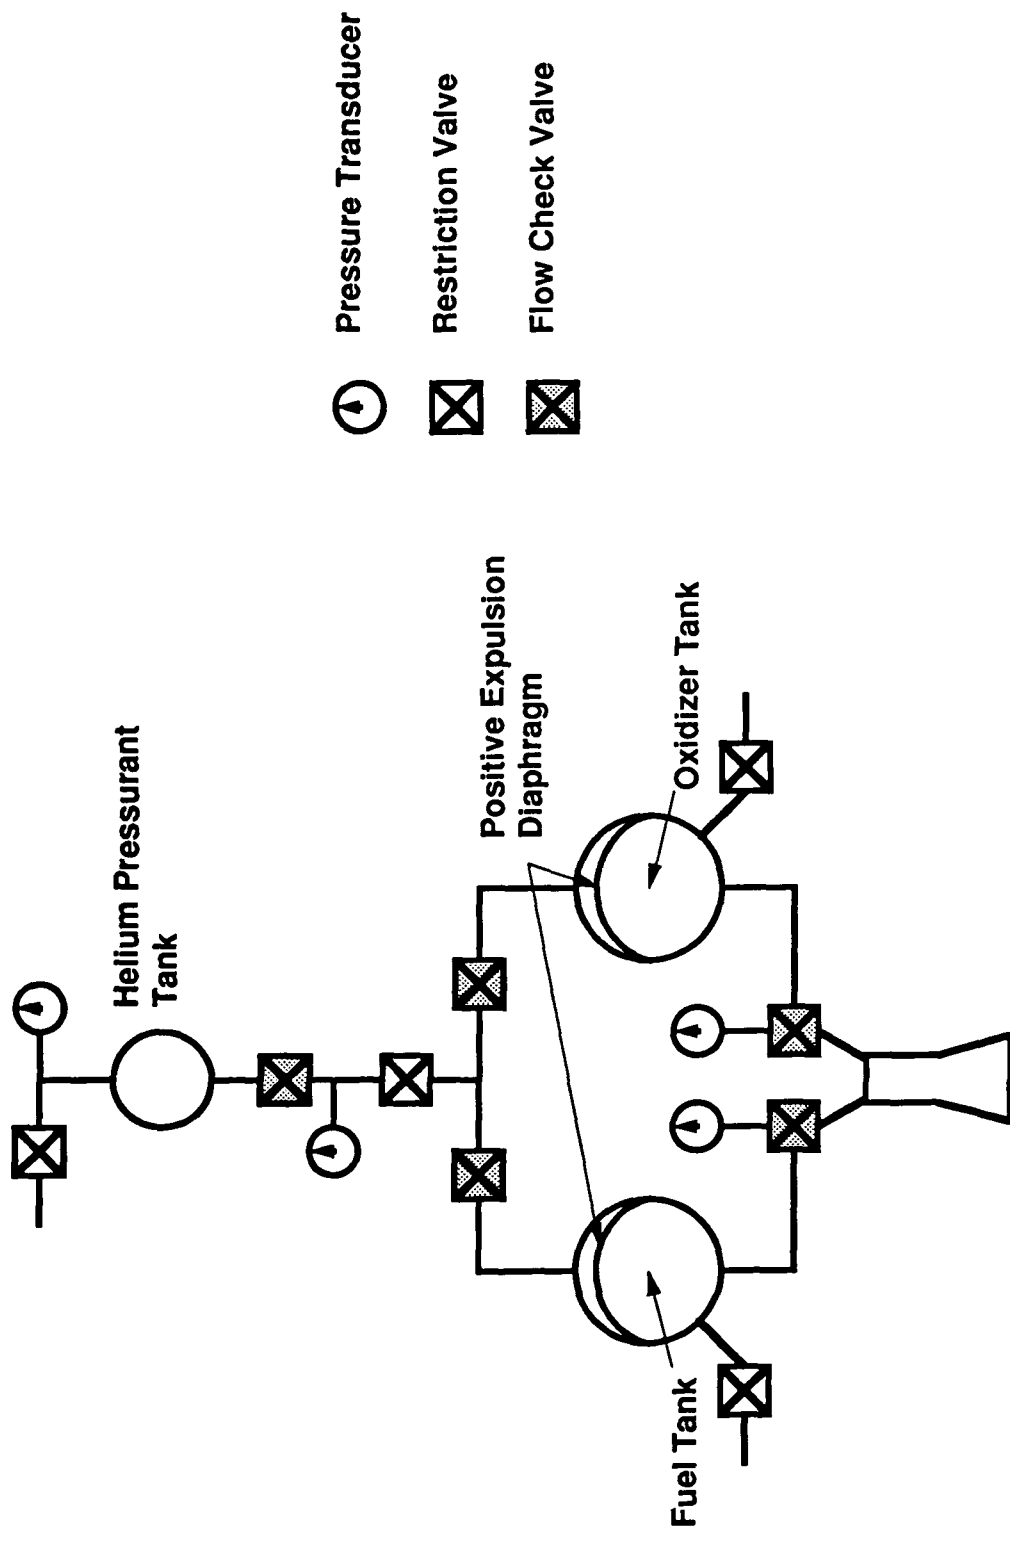 Helium Pressurant
Tank
Positive Expulsion
Diaphragm
Fuel Tank
Oxidizer Tank
Pressure Transducer
Restriction Valve
Flow Check Valve